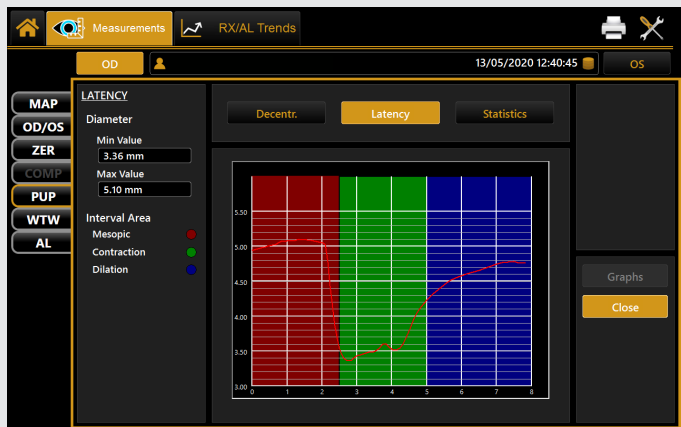 Measurements RX/AL Trends
OD 13/05/2020 12:40:45 OS
MAP
OD/OS
ZER
COMP
PUP
WTW
AL
LATENCY
Diameter
Min Value
3.36 mm
Max Value
5.10 mm
Interval Area
Mesopic
Contraction
Dilation
Decentr. Latency Statistics
5.50
5.00
4.50
4.00
3.50
3.00
0 1 2 3 4 5 6 7 8
Graphs
Close